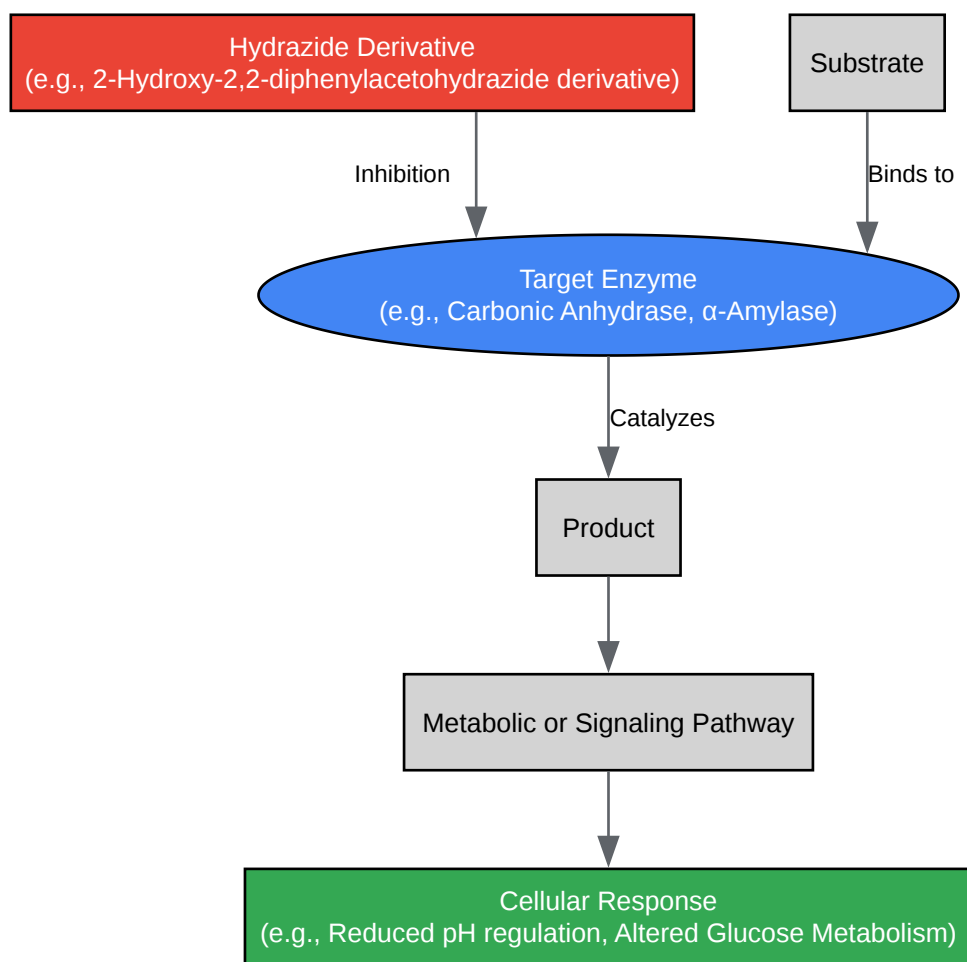 Hydrazide Derivative
(e.g., 2-Hydroxy-2,2-diphenylacetohydrazide derivative)
Substrate
Inhibition
Binds to
Target Enzyme
(e.g., Carbonic Anhydrase, α-Amylase)
Catalyzes
Product
Metabolic or Signaling Pathway
Cellular Response
(e.g., Reduced pH regulation, Altered Glucose Metabolism)